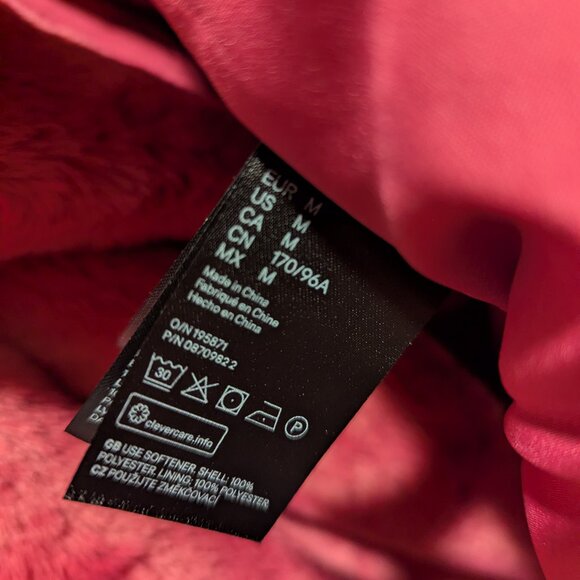 EUR M
US M
CA M
CN 170/96A
MX M
Made in China
Fabriqué en Chine
Hecho en China
O/N 195871
P/N 08709822
30
P
clevercare.info
GB USE SOFTENER. SHELL: 100%
POLYESTER. LINING: 100% POLYESTER
CZ POUŽIJTE ZMĚKČOVAČ!